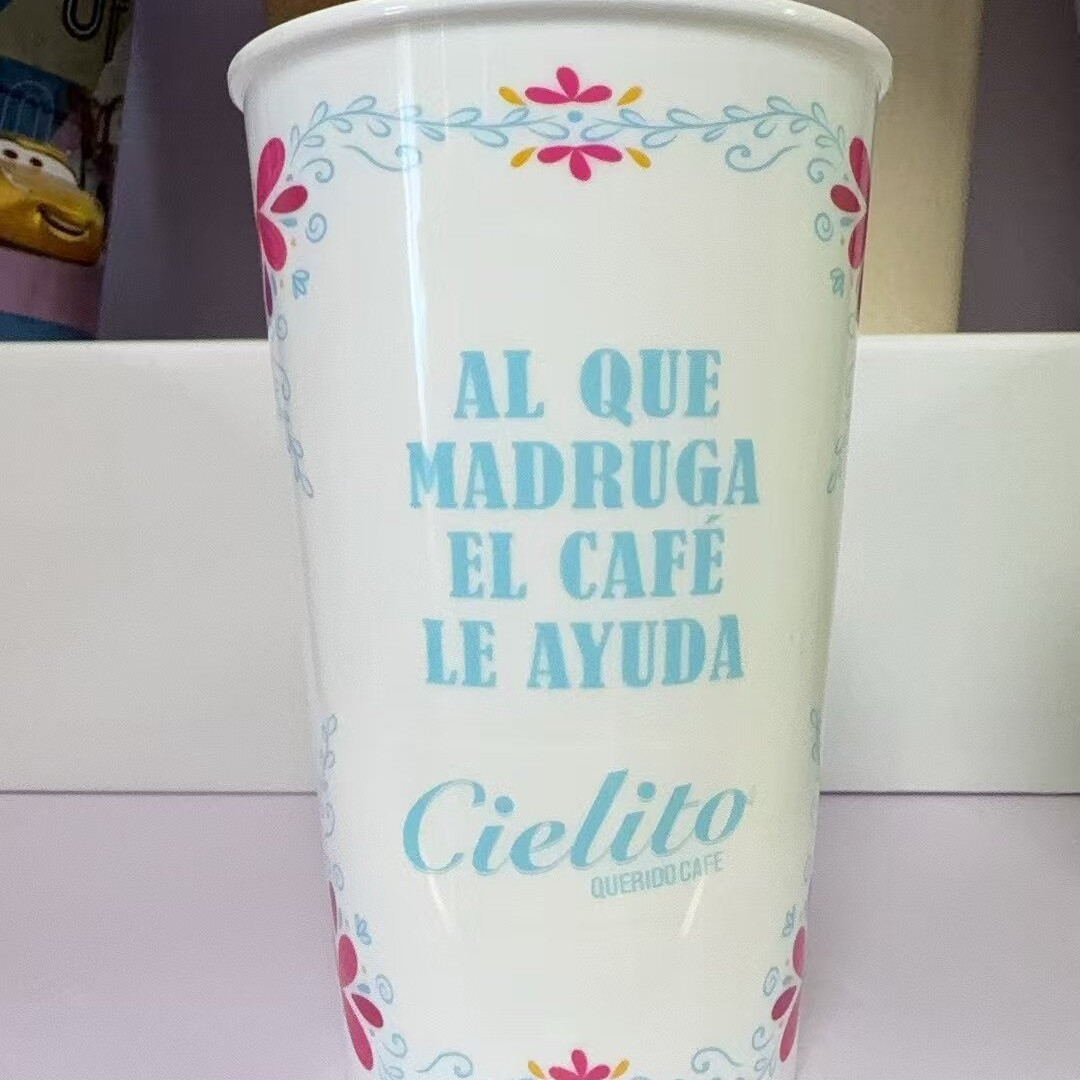 AL QUE
MADRUGA
EL CAFÉ
LE AYUDA
Cielito
QUERIDO CAFE